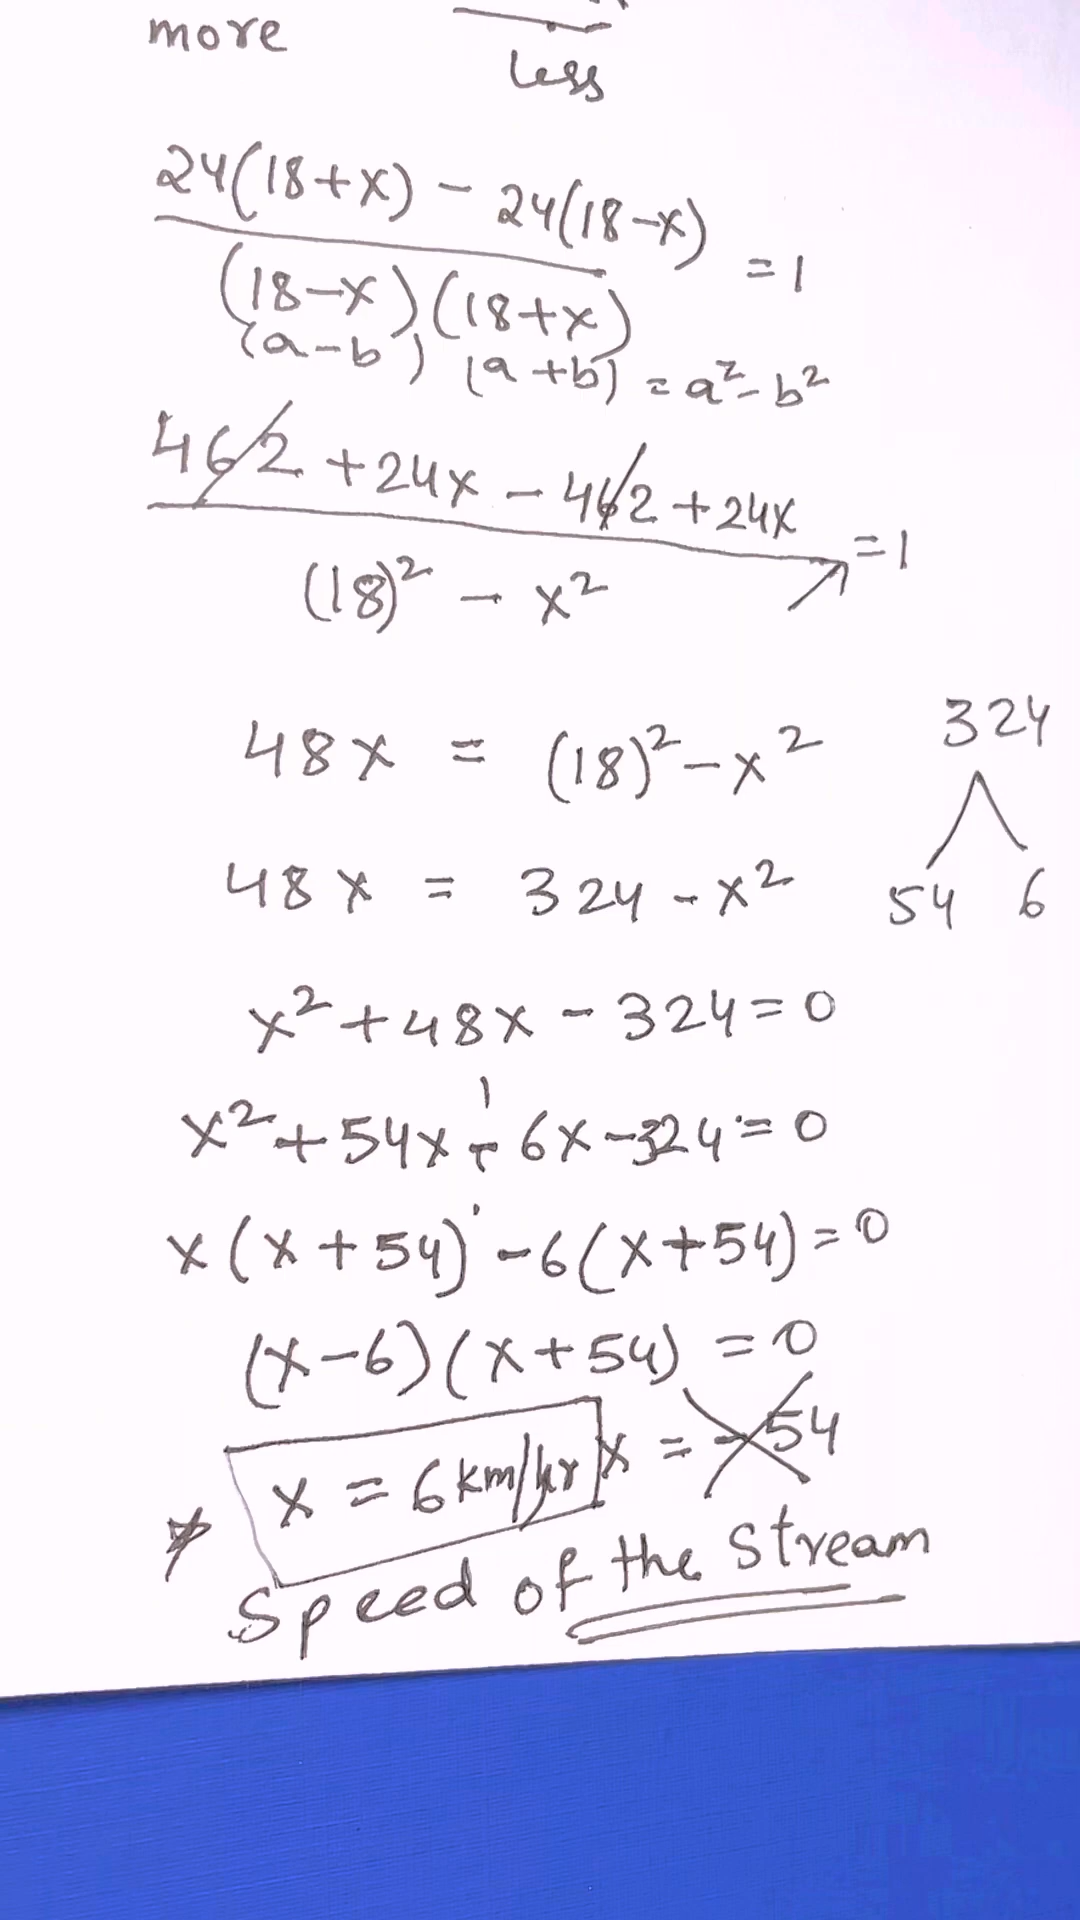 more
less
24(18+x) - 24(18-x)
= 1
(18-x)(18+x)
(a-b) (a+b) = a² - b²
462 + 24x - 462 + 24x
= 1
(18)² - x²
48x = (18)² - x²
324
48x = 324 - x²
54 6
x² + 48x - 324 = 0
x² + 54x - 6x - 324 = 0
x(x+54) - 6(x+54) = 0
(x-6)(x+54) = 0
* x = 6 km/hr x = -54
Speed of the Stream